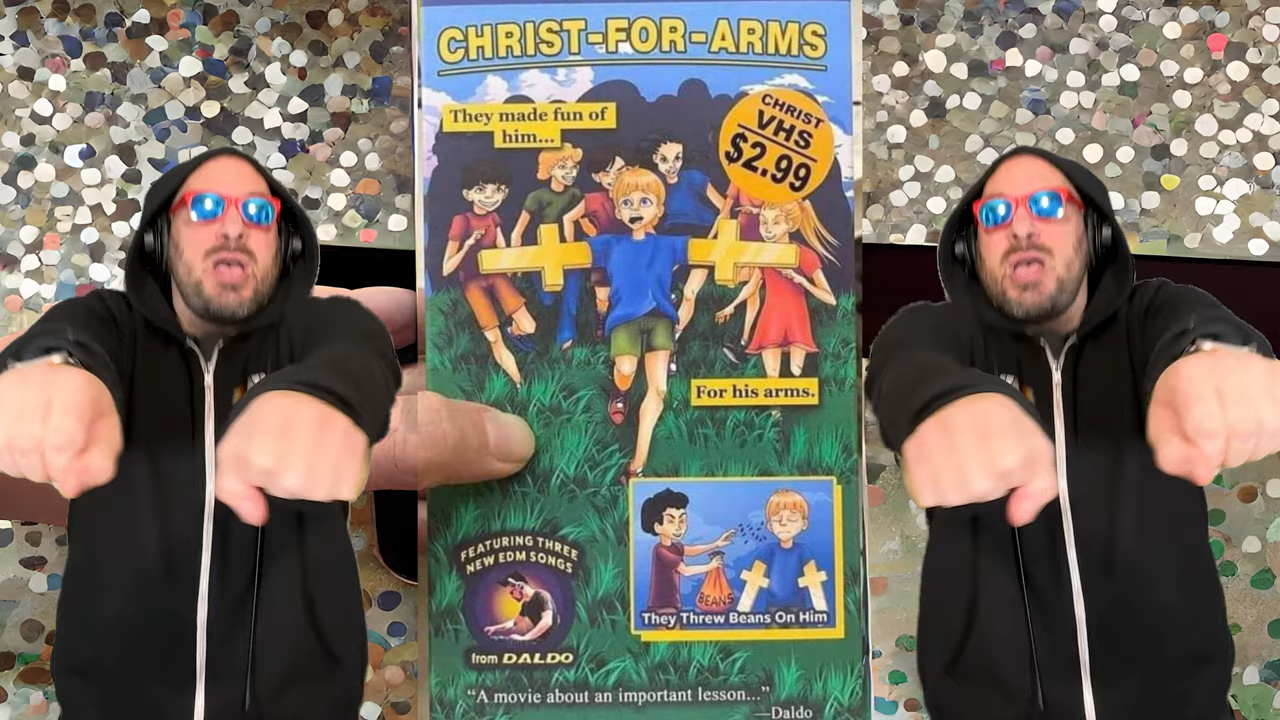 CHRIST-FOR-ARMS
They made fun of
him...
CHRIST
VHS
$2.99
For his arms.
FEATURING THREE
NEW EDM SONGS
from DALDO
BEANS
They Threw Beans On Him
“A movie about an important lesson...”
—Daldo